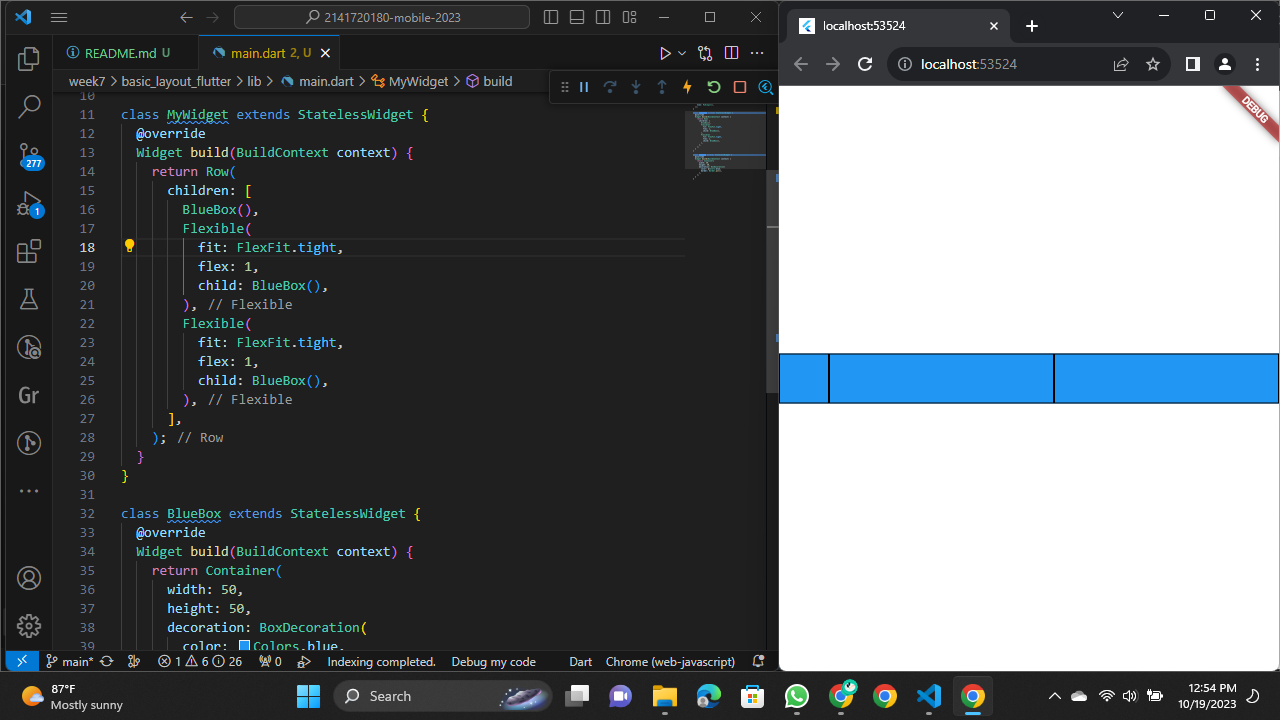 2141720180-mobile-2023
README.md U
main.dart 2, U
week7 > basic_layout_flutter > lib > main.dart > MyWidget > build
10
11 class MyWidget extends StatelessWidget {
12 @override
13 Widget build(BuildContext context) {
14 return Row(
15 children: [
16 BlueBox(),
17 Flexible(
18 fit: FlexFit.tight,
19 flex: 1,
20 child: BlueBox(),
21 ), // Flexible
22 Flexible(
23 fit: FlexFit.tight,
24 flex: 1,
25 child: BlueBox(),
26 ), // Flexible
27 ],
28 ); // Row
29 }
30 }
31
32 class BlueBox extends StatelessWidget {
33 @override
34 Widget build(BuildContext context) {
35 return Container(
36 width: 50,
37 height: 50,
38 decoration: BoxDecoration(
39 color: Colors.blue,
277
1
Gr
main* 1 6 26 0 Indexing completed. Debug my code Dart Chrome (web-javascript)
localhost:53524
localhost:53524
DEBUG
87°F
Mostly sunny
Search
12:54 PM
10/19/2023